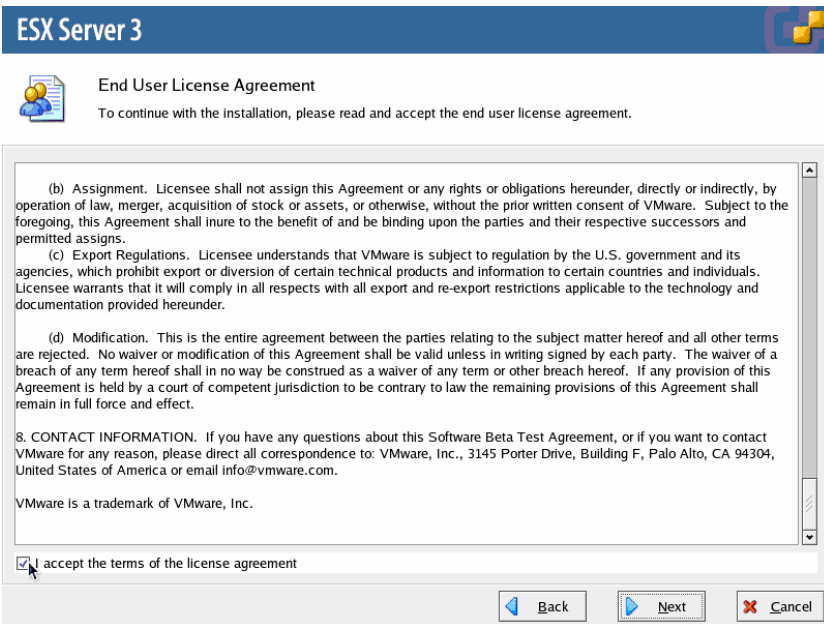 ESX Server 3
End User License Agreement
To continue with the installation, please read and accept the end user license agreement.
(b) Assignment. Licensee shall not assign this Agreement or any rights or obligations hereunder, directly or indirectly, by
operation of law, merger, acquisition of stock or assets, or otherwise, without the prior written consent of VMware. Subject to the
foregoing, this Agreement shall inure to the benefit of and be binding upon the parties and their respective successors and
permitted assigns.
(c) Export Regulations. Licensee understands that VMware is subject to regulation by the U.S. government and its
agencies, which prohibit export or diversion of certain technical products and information to certain countries and individuals.
Licensee warrants that it will comply in all respects with all export and re-export restrictions applicable to the technology and
documentation provided hereunder.
(d) Modification. This is the entire agreement between the parties relating to the subject matter hereof and all other terms
are rejected. No waiver or modification of this Agreement shall be valid unless in writing signed by each party. The waiver of a
breach of any term hereof shall in no way be construed as a waiver of any term or other breach hereof. If any provision of this
Agreement is held by a court of competent jurisdiction to be contrary to law the remaining provisions of this Agreement shall
remain in full force and effect.
8. CONTACT INFORMATION. If you have any questions about this Software Beta Test Agreement, or if you want to contact
VMware for any reason, please direct all correspondence to: VMware, Inc., 3145 Porter Drive, Building F, Palo Alto, CA 94304,
United States of America or email info@vmware.com.
VMware is a trademark of VMware, Inc.
I accept the terms of the license agreement
Back
Next
Cancel